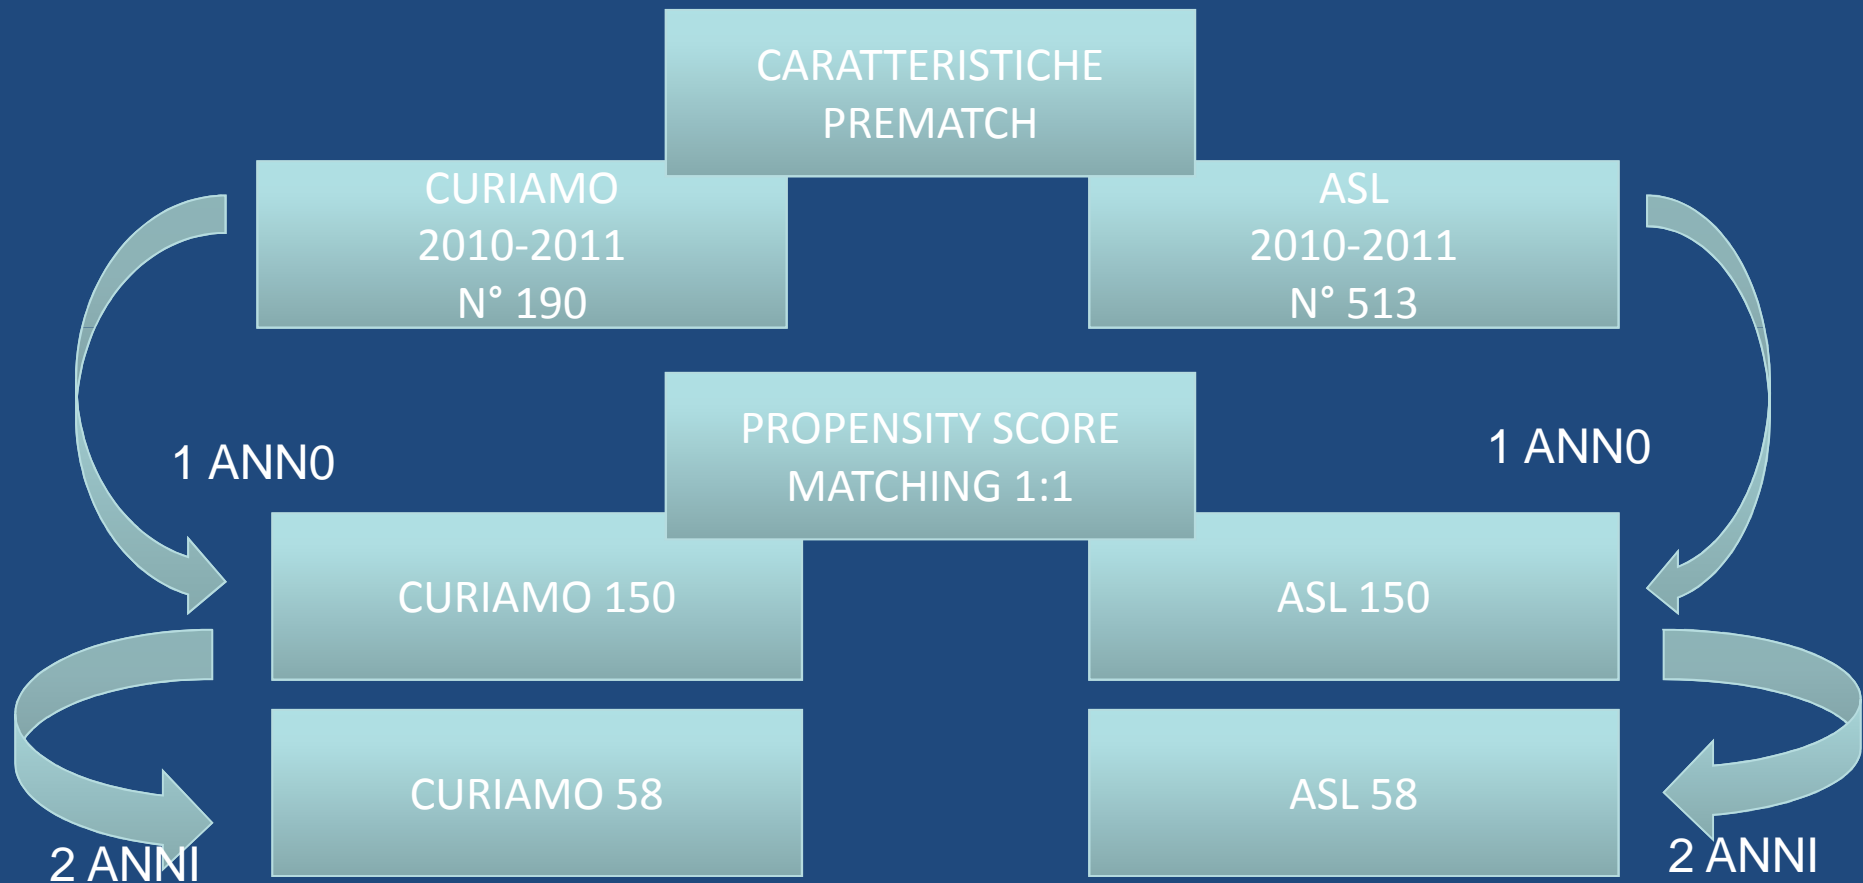 CARATTERISTICHE
PREMATCH
CURIAMO
2010-2011
N° 190
ASL
2010-2011
N° 513
1 ANN0
PROPENSITY SCORE
MATCHING 1:1
1 ANN0
CURIAMO 150
ASL 150
CURIAMO 58
ASL 58
2 ANNI
2 ANNI